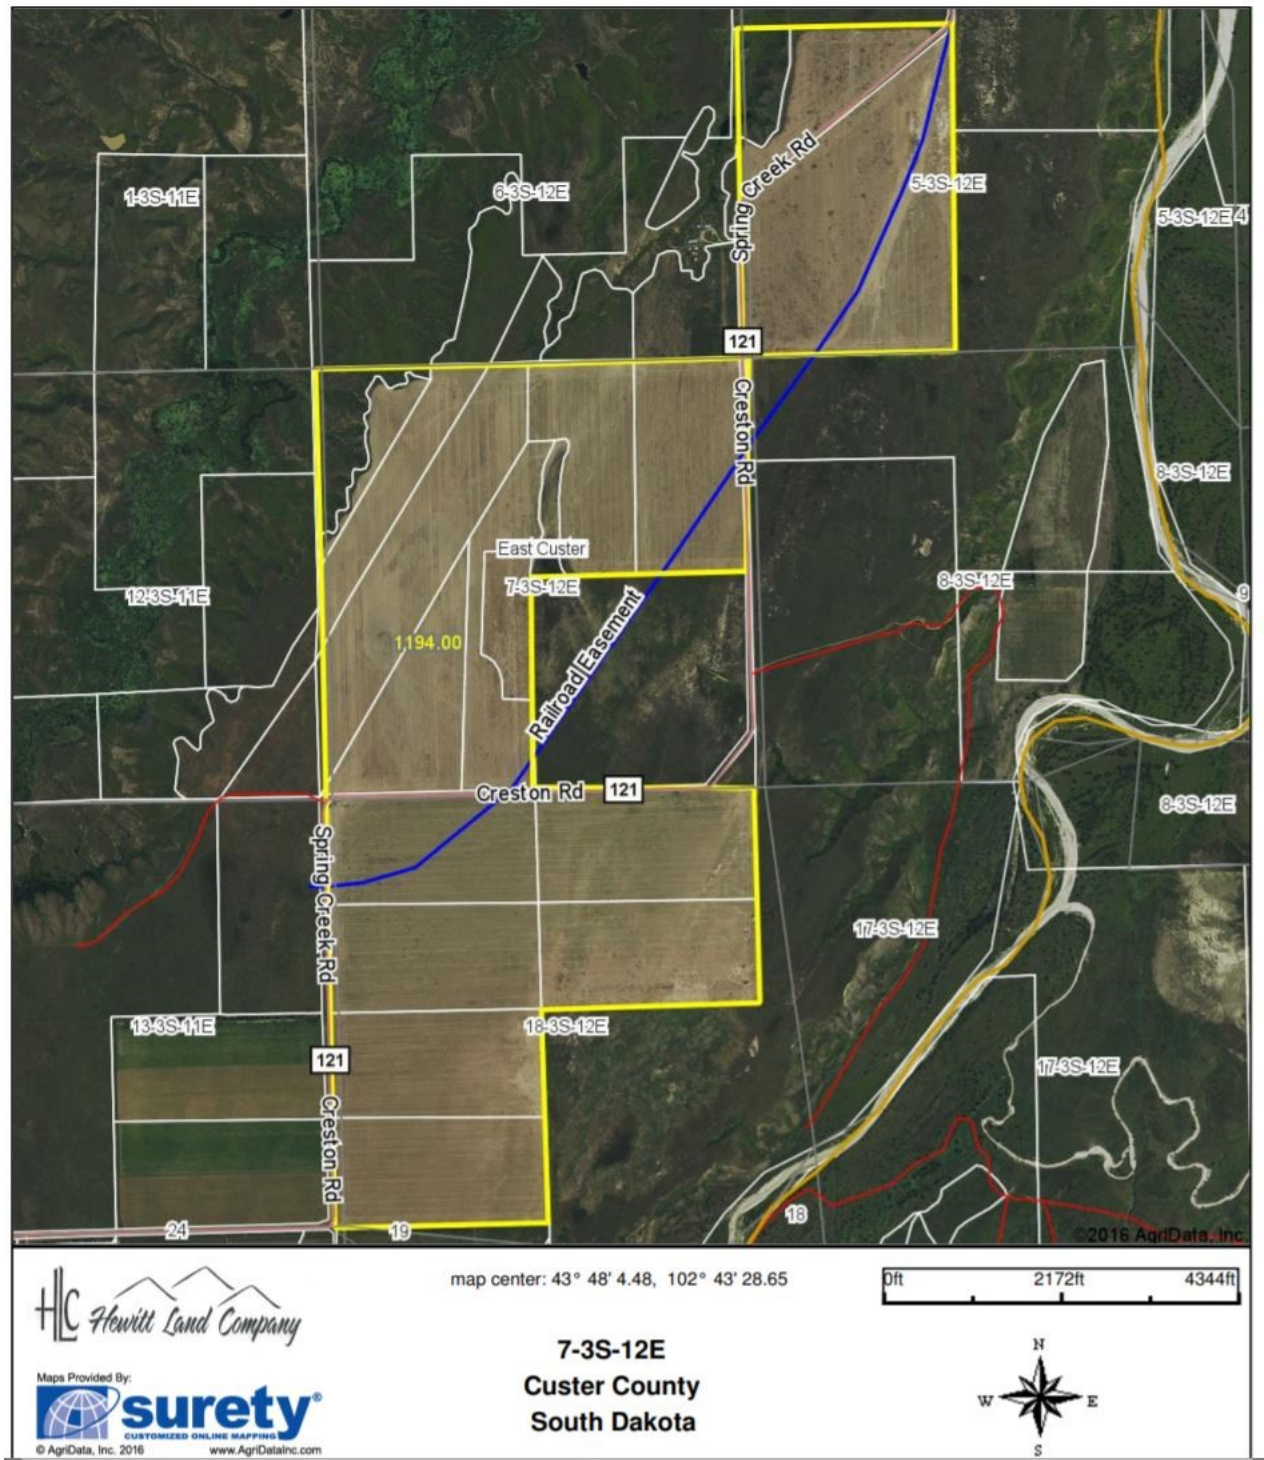 1-3S-11E
6-3S-12E
Spring Creek Rd
5-3S-12E
5-3S-12E
4
121
Creston Rd
8-3S-12E
East Custer
7-3S-12E
8-3S-12E
12-3S-11E
9
1194.00
Railroad Easement
Creston Rd
121
8-3S-12E
Spring Creek Rd
17-3S-12E
13-3S-11E
18-3S-12E
121
17-3S-12E
Creston Rd
24
19
18
©2016 AgriData, Inc.
HLC Hewitt Land Company
map center: 43° 48' 4.48, 102° 43' 28.65
0ft 2172ft 4344ft
7-3S-12E
Custer County
South Dakota
N
W E
S
Maps Provided By:
surety®
CUSTOMIZED ONLINE MAPPING
© AgriData, Inc. 2016 www.AgriDataInc.com